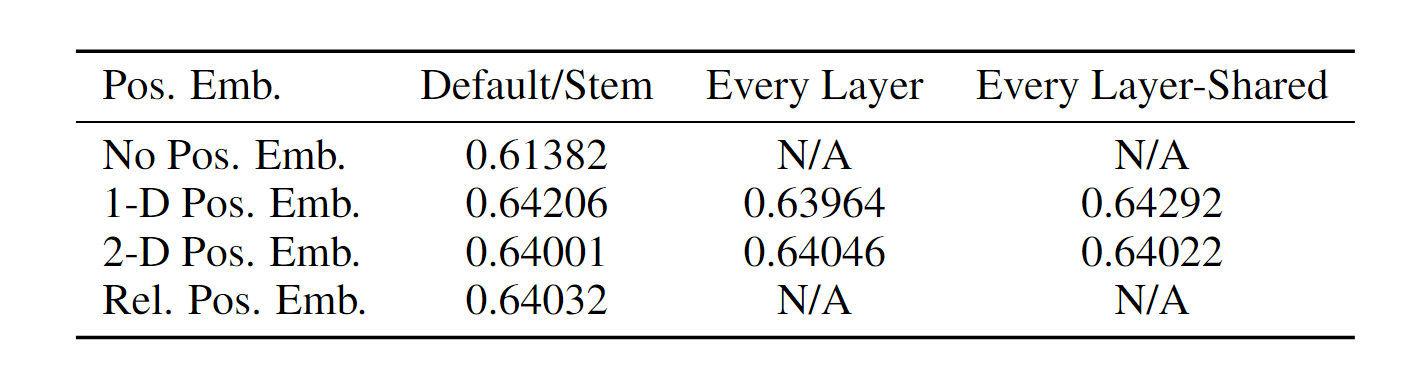 Pos. Emb. Default/Stem Every Layer Every Layer-Shared
No Pos. Emb. 0.61382 N/A N/A
1-D Pos. Emb. 0.64206 0.63964 0.64292
2-D Pos. Emb. 0.64001 0.64046 0.64022
Rel. Pos. Emb. 0.64032 N/A N/A